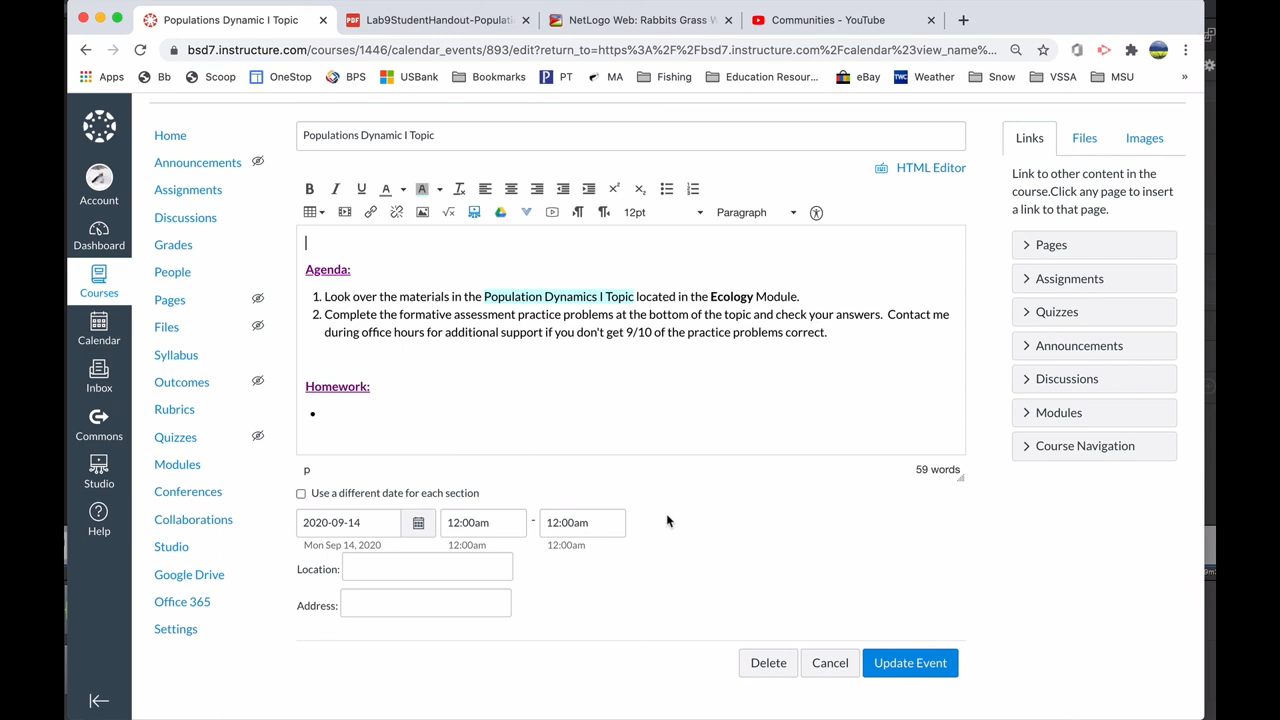 Populations Dynamic I Topic
Lab9StudentHandout-Populati
NetLogo Web: Rabbits Grass W
Communities - YouTube
bsd7.instructure.com/courses/1446/calendar_events/893/edit?return_to=https%3A%2F%2Fbsd7.instructure.com%2Fcalendar%23view_name%...
Apps Bb Scoop OneStop BPS USBank Bookmarks PT MA Fishing Education Resour... eBay Weather Snow VSSA MSU »
Account
Dashboard
Courses
Calendar
Inbox
Commons
Studio
Help
Home
Announcements
Assignments
Discussions
Grades
People
Pages
Files
Syllabus
Outcomes
Rubrics
Quizzes
Modules
Conferences
Collaborations
Studio
Google Drive
Office 365
Settings
Populations Dynamic I Topic
HTML Editor
12pt Paragraph
Agenda:
1. Look over the materials in the Population Dynamics I Topic located in the Ecology Module.
2. Complete the formative assessment practice problems at the bottom of the topic and check your answers. Contact me
during office hours for additional support if you don't get 9/10 of the practice problems correct.
Homework:
p
59 words
Use a different date for each section
2020-09-14 12:00am - 12:00am
Mon Sep 14, 2020 12:00am 12:00am
Location:
Address:
Delete Cancel Update Event
Links Files Images
Link to other content in the
course.Click any page to insert
a link to that page.
Pages
Assignments
Quizzes
Announcements
Discussions
Modules
Course Navigation